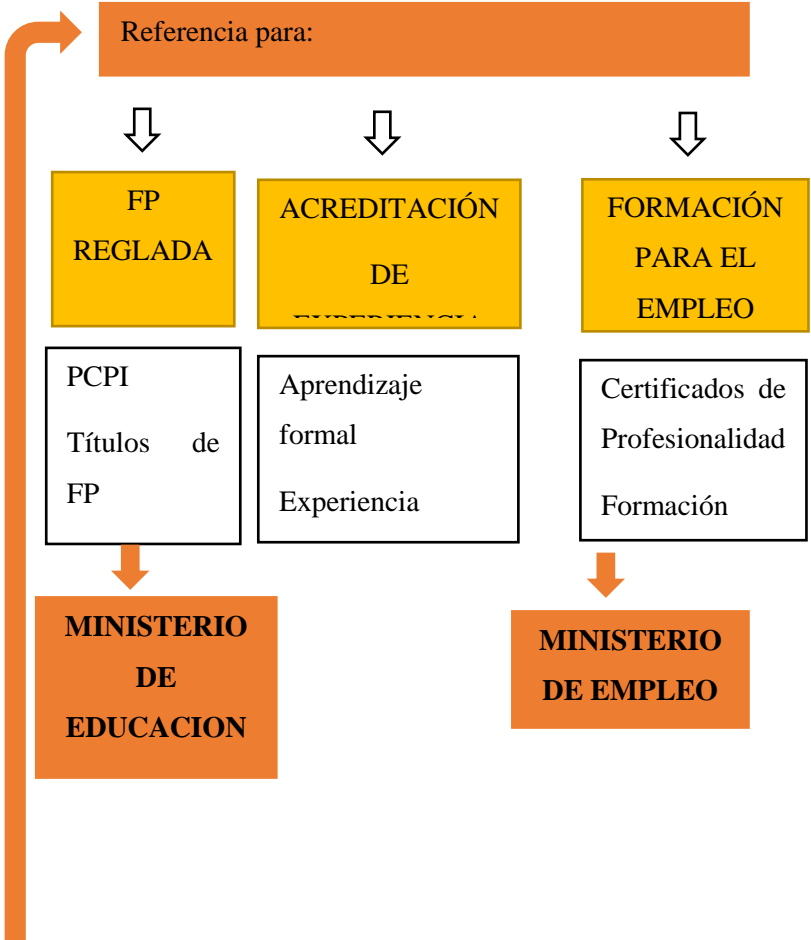 Referencia para:
FP
REGLADA
ACREDITACIÓN
DE
EXPERIENCIA
FORMACIÓN
PARA EL
EMPLEO
PCPI
Títulos de
FP
Aprendizaje
formal
Experiencia
Certificados de
Profesionalidad
Formación
MINISTERIO
DE
EDUCACION
MINISTERIO
DE EMPLEO